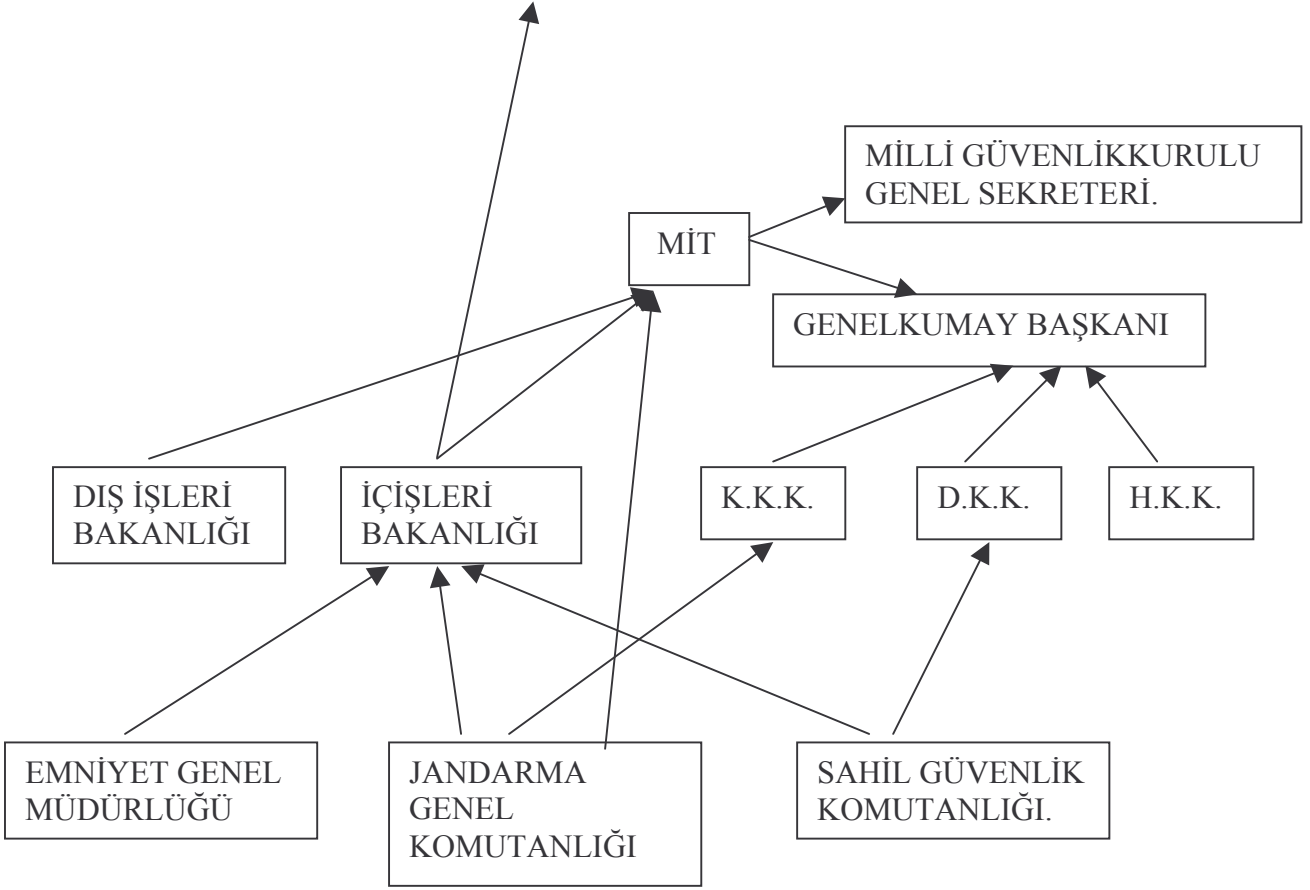 MİLLİ GÜVENLİKKURULU
GENEL SEKRETERİ.
MİT
GENELKUMAY BAŞKANI
DIŞ İŞLERİ
BAKANLIĞI
İÇİŞLERİ
BAKANLIĞI
K.K.K.
D.K.K.
H.K.K.
EMNİYET GENEL
MÜDÜRLÜĞÜ
JANDARMA
GENEL
KOMUTANLIĞI
SAHİL GÜVENLİK
KOMUTANLIĞI.